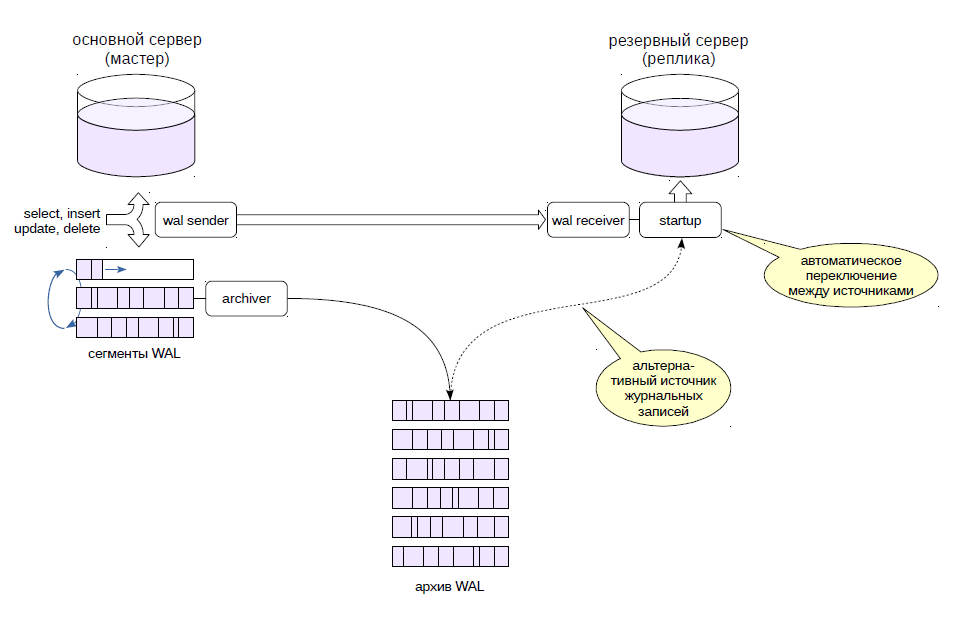 основной сервер
(мастер)
резервный сервер
(реплика)
select, insert
update, delete
wal sender
wal receiver
startup
автоматическое
переключение
между источниками
archiver
сегменты WAL
альтерна-
тивный источник
журнальных
записей
архив WAL